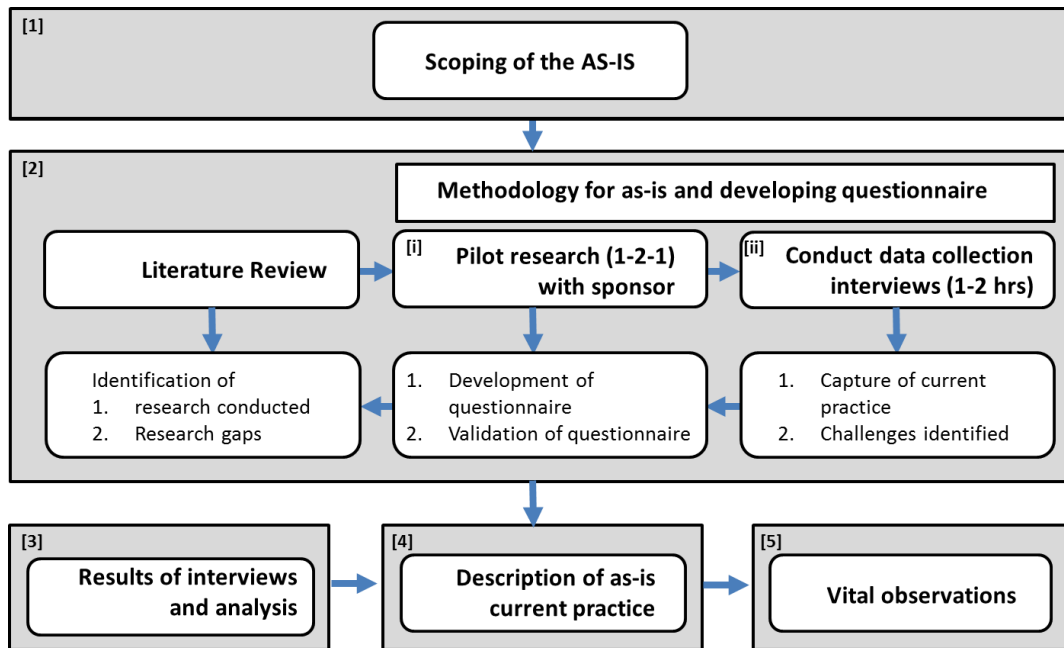 [1]
Scoping of the AS-IS
[2]
Methodology for as-is and developing questionnaire
Literature Review
[i]
Pilot research (1-2-1)
with sponsor
[ii]
Conduct data collection
interviews (1-2 hrs)
Identification of
1. research conducted
2. Research gaps
1. Development of
questionnaire
2. Validation of questionnaire
1. Capture of current
practice
2. Challenges identified
[3]
Results of interviews
and analysis
[4]
Description of as-is
current practice
[5]
Vital observations